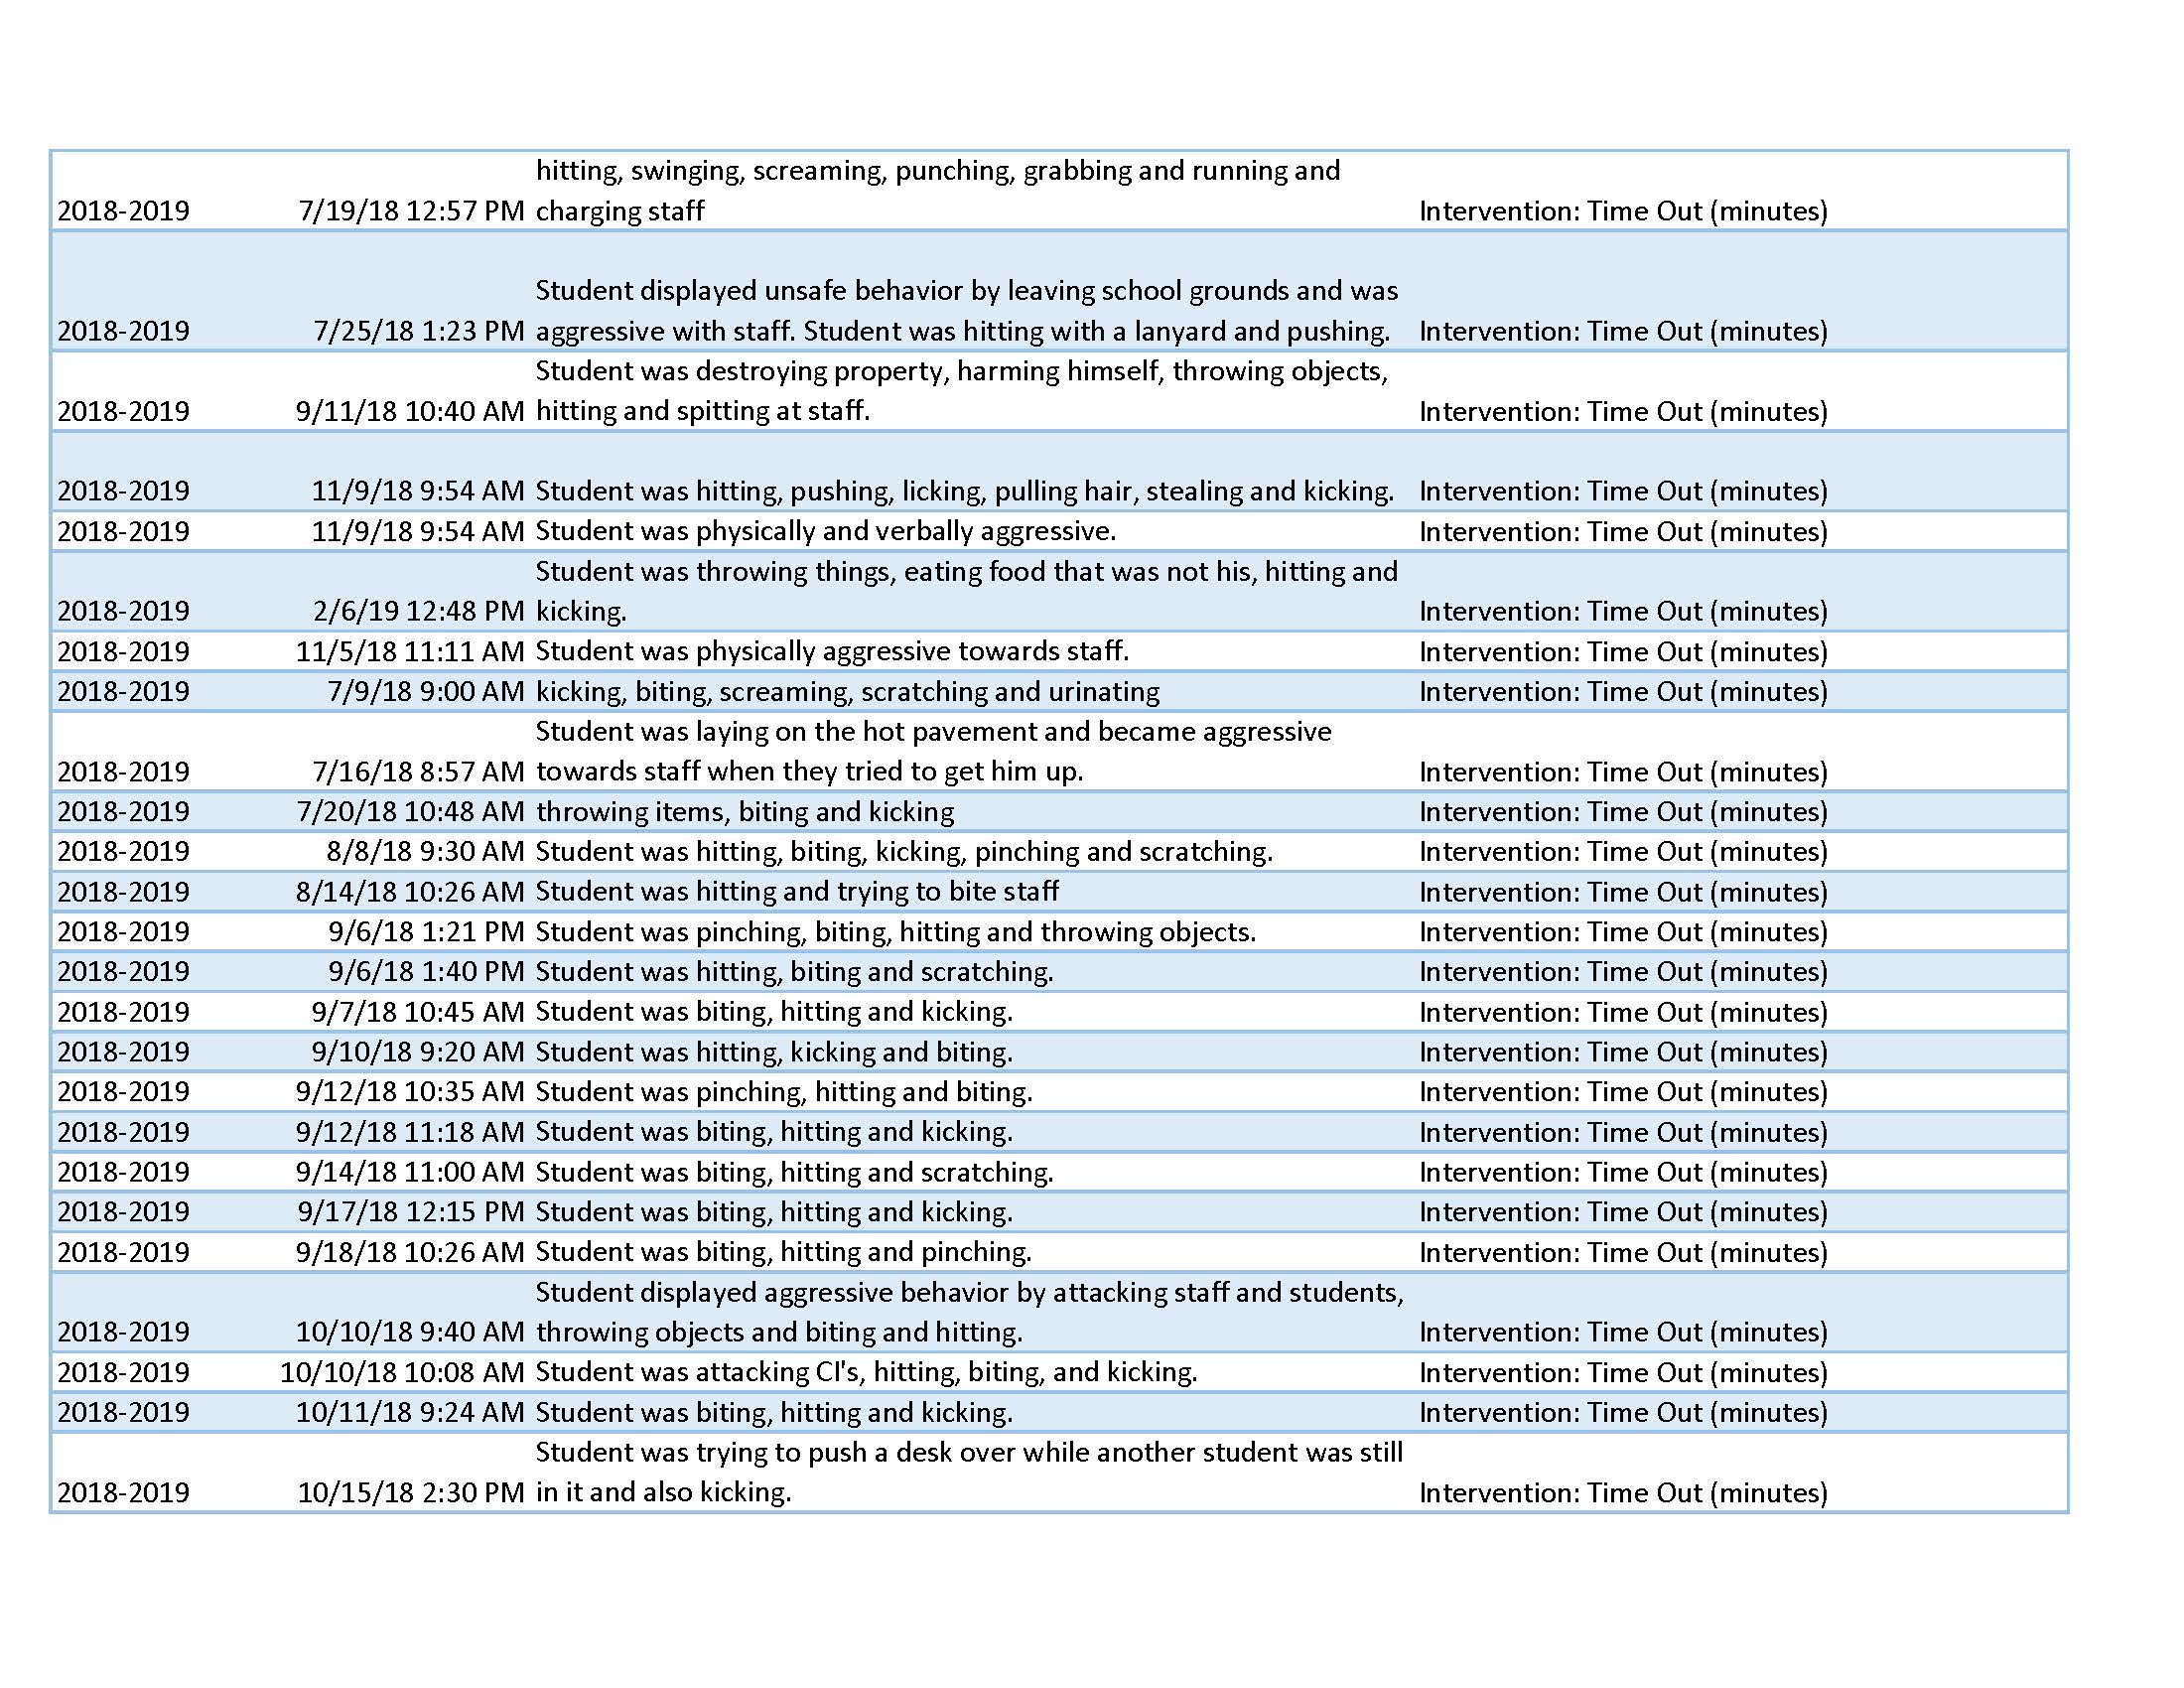 hitting, swinging, screaming, punching, grabbing and running and
2018-2019 7/19/18 12:57 PM charging staff Intervention: Time Out (minutes)
Student displayed unsafe behavior by leaving school grounds and was
2018-2019 7/25/18 1:23 PM aggressive with staff. Student was hitting with a lanyard and pushing. Intervention: Time Out (minutes)
Student was destroying property, harming himself, throwing objects,
2018-2019 9/11/18 10:40 AM hitting and spitting at staff. Intervention: Time Out (minutes)
2018-2019 11/9/18 9:54 AM Student was hitting, pushing, licking, pulling hair, stealing and kicking. Intervention: Time Out (minutes)
2018-2019 11/9/18 9:54 AM Student was physically and verbally aggressive. Intervention: Time Out (minutes)
Student was throwing things, eating food that was not his, hitting and
2018-2019 2/6/19 12:48 PM kicking. Intervention: Time Out (minutes)
2018-2019 11/5/18 11:11 AM Student was physically aggressive towards staff. Intervention: Time Out (minutes)
2018-2019 7/9/18 9:00 AM kicking, biting, screaming, scratching and urinating Intervention: Time Out (minutes)
Student was laying on the hot pavement and became aggressive
2018-2019 7/16/18 8:57 AM towards staff when they tried to get him up. Intervention: Time Out (minutes)
2018-2019 7/20/18 10:48 AM throwing items, biting and kicking Intervention: Time Out (minutes)
2018-2019 8/8/18 9:30 AM Student was hitting, biting, kicking, pinching and scratching. Intervention: Time Out (minutes)
2018-2019 8/14/18 10:26 AM Student was hitting and trying to bite staff Intervention: Time Out (minutes)
2018-2019 9/6/18 1:21 PM Student was pinching, biting, hitting and throwing objects. Intervention: Time Out (minutes)
2018-2019 9/6/18 1:40 PM Student was hitting, biting and scratching. Intervention: Time Out (minutes)
2018-2019 9/7/18 10:45 AM Student was biting, hitting and kicking. Intervention: Time Out (minutes)
2018-2019 9/10/18 9:20 AM Student was hitting, kicking and biting. Intervention: Time Out (minutes)
2018-2019 9/12/18 10:35 AM Student was pinching, hitting and biting. Intervention: Time Out (minutes)
2018-2019 9/12/18 11:18 AM Student was biting, hitting and kicking. Intervention: Time Out (minutes)
2018-2019 9/14/18 11:00 AM Student was biting, hitting and scratching. Intervention: Time Out (minutes)
2018-2019 9/17/18 12:15 PM Student was biting, hitting and kicking. Intervention: Time Out (minutes)
2018-2019 9/18/18 10:26 AM Student was biting, hitting and pinching. Intervention: Time Out (minutes)
Student displayed aggressive behavior by attacking staff and students,
2018-2019 10/10/18 9:40 AM throwing objects and biting and hitting. Intervention: Time Out (minutes)
2018-2019 10/10/18 10:08 AM Student was attacking CI's, hitting, biting, and kicking. Intervention: Time Out (minutes)
2018-2019 10/11/18 9:24 AM Student was biting, hitting and kicking. Intervention: Time Out (minutes)
Student was trying to push a desk over while another student was still
2018-2019 10/15/18 2:30 PM in it and also kicking. Intervention: Time Out (minutes)